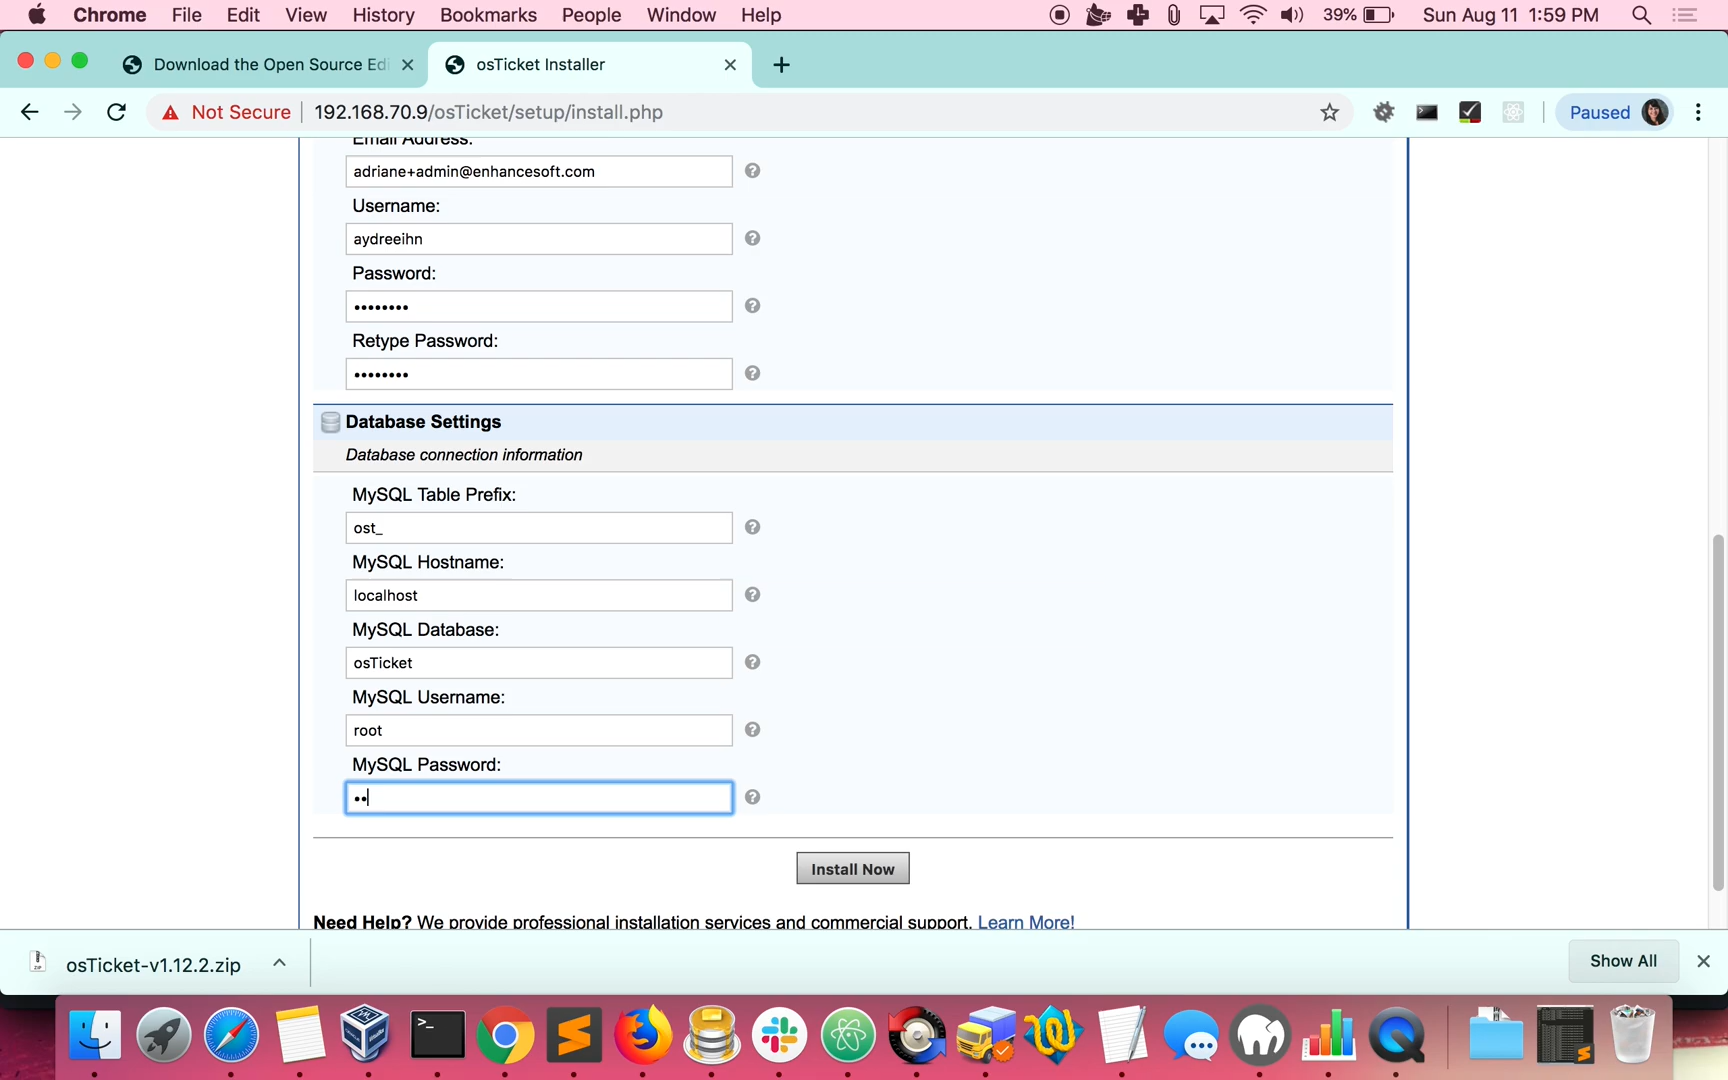 Chrome File Edit View History Bookmarks People Window Help 39% Sun Aug 11 1:59 PM
Download the Open Source Edi osTicket Installer
Not Secure 192.168.70.9/osTicket/setup/install.php Paused
Email Address:
adriane+admin@enhancesoft.com
Username:
aydreeihn
Password:
••••••••
Retype Password:
••••••••
Database Settings
Database connection information
MySQL Table Prefix:
ost_
MySQL Hostname:
localhost
MySQL Database:
osTicket
MySQL Username:
root
MySQL Password:
••
Install Now
Need Help? We provide professional installation services and commercial support. Learn More!
osTicket-v1.12.2.zip Show All